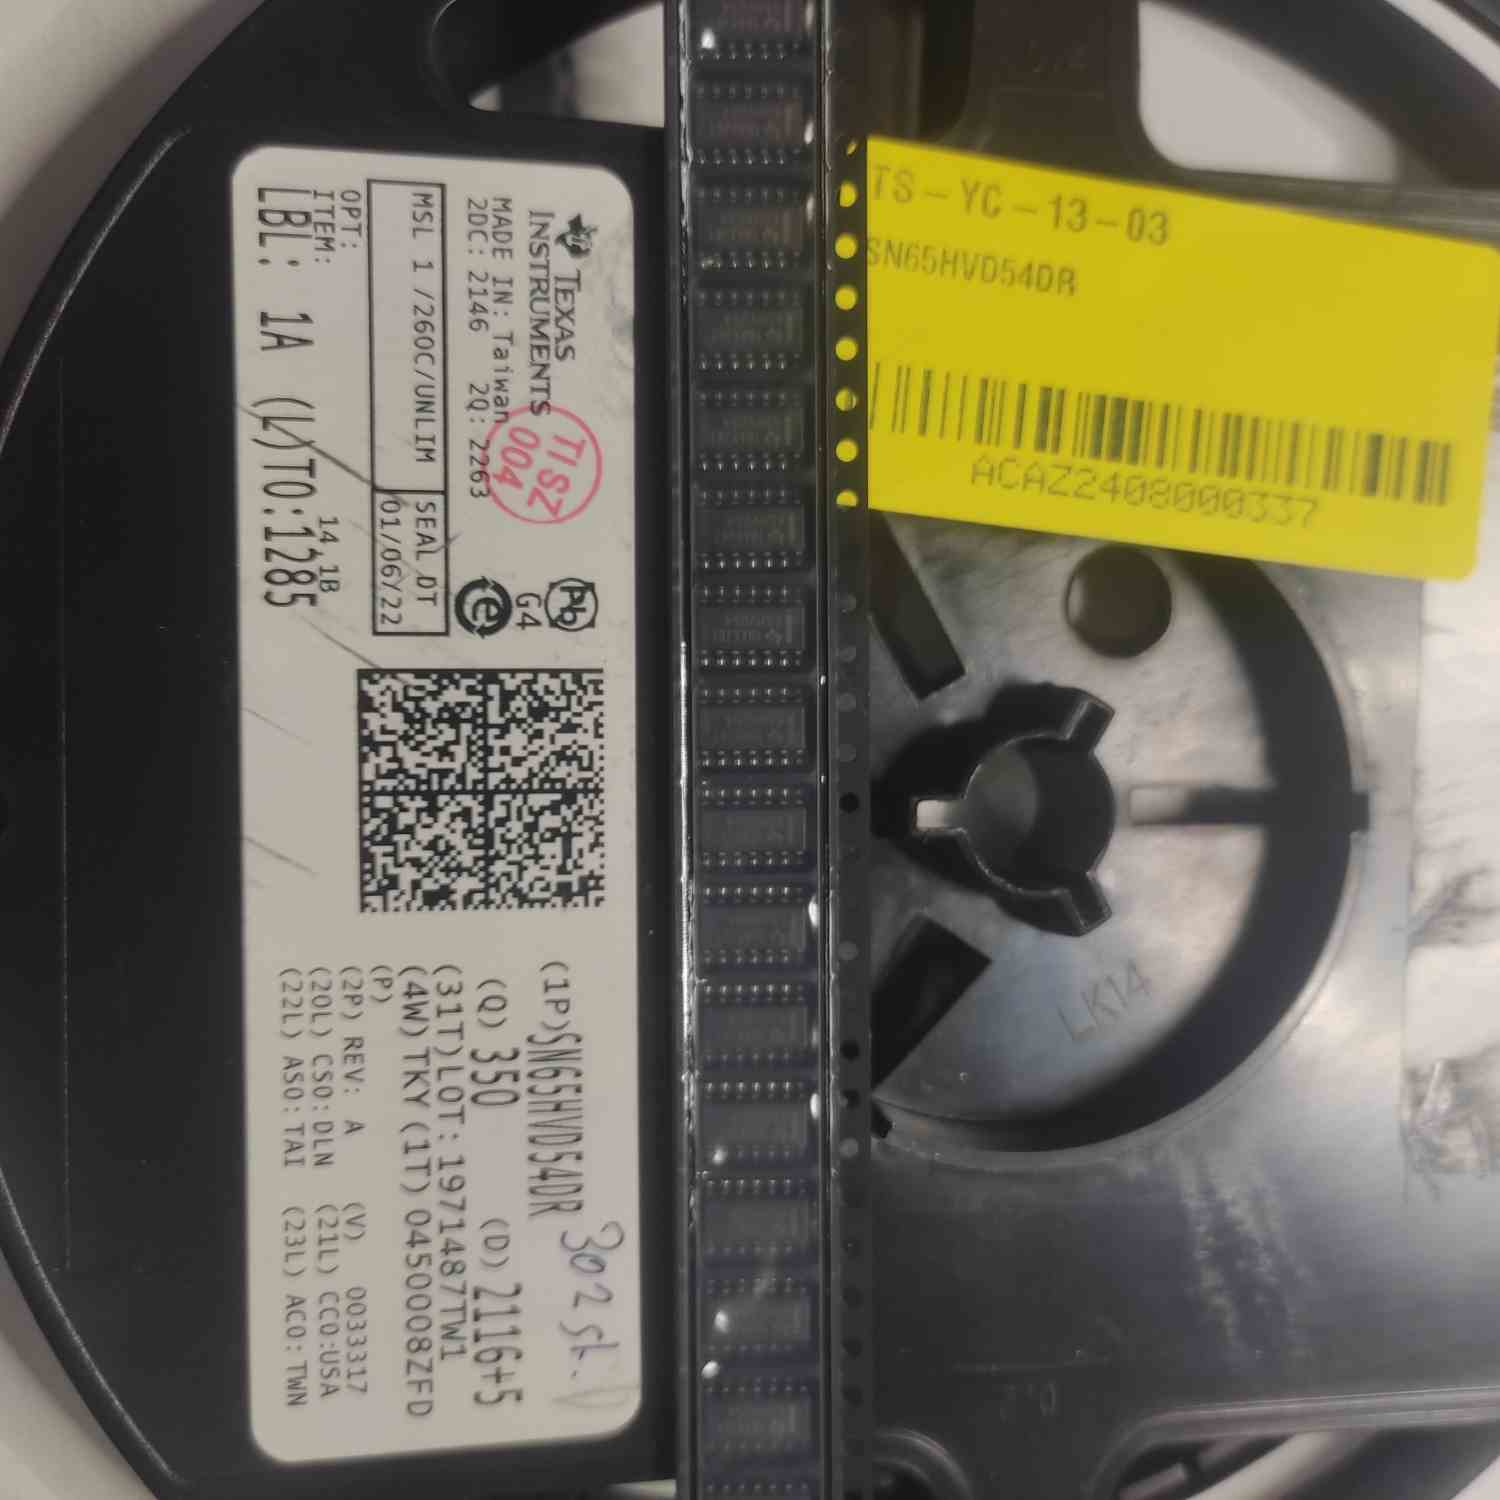 TEXAS
INSTRUMENTS
MADE IN: Taiwan
2DC: 2146 2Q: 2263
TISZ
004
Pb
G4
e
MSL 1 /260C/UNLIM
SEAL DT
01/06/22
OPT:
ITEM:
14,1B
LBL: 1A (L)TO:1285
(1P)SN65HVD54DR
302 st.
(Q) 350 (D) 2116+5
(31T)LOT: 1971487TW1
(4W)TKY(1T) 0450008ZFD
(P)
(2P) REV: A (V) 0033317
(20L) CSO:DLN (21L) CCO:USA
(22L) ASO:TAI (23L) ACO:TWN
TS-YC-13-03
SN65HVD54DR
ACAZ2408000337
LK14